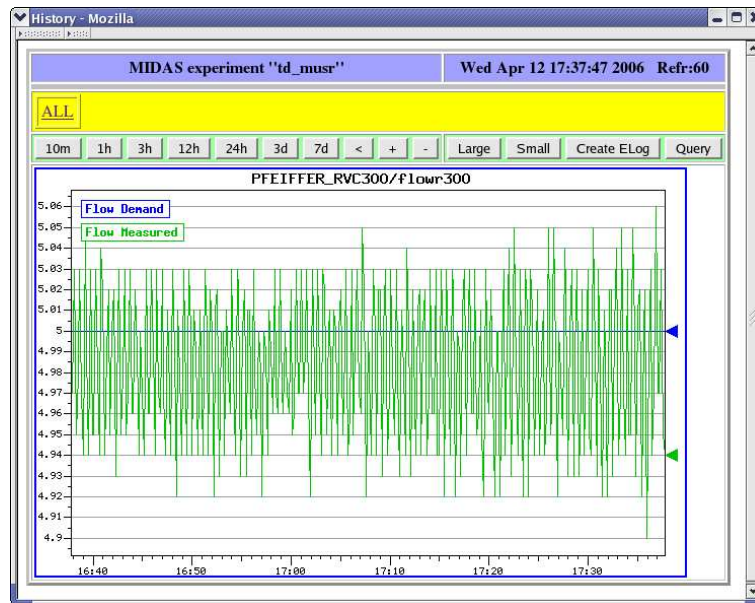 History - Mozilla
MIDAS experiment "td_musr" Wed Apr 12 17:37:47 2006 Refr:60
ALL
10m 1h 3h 12h 24h 3d 7d < + - Large Small Create ELog Query
PFEIFFER_RVC300/flowr300
Flow Demand
Flow Measured
5.06
5.05
5.04
5.03
5.02
5.01
5
4.99
4.98
4.97
4.96
4.95
4.94
4.93
4.92
4.91
4.9
16:40 16:50 17:00 17:10 17:20 17:30